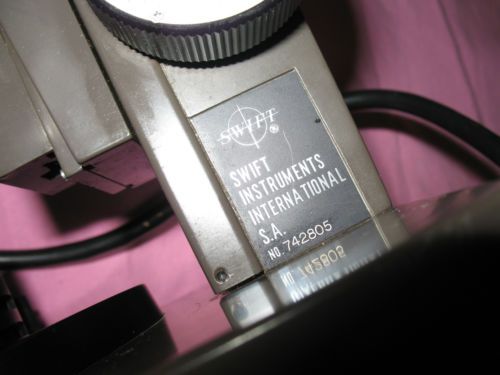 SWIFT
®
SWIFT
INSTRUMENTS
INTERNATIONAL
S.A.
NO. 742805